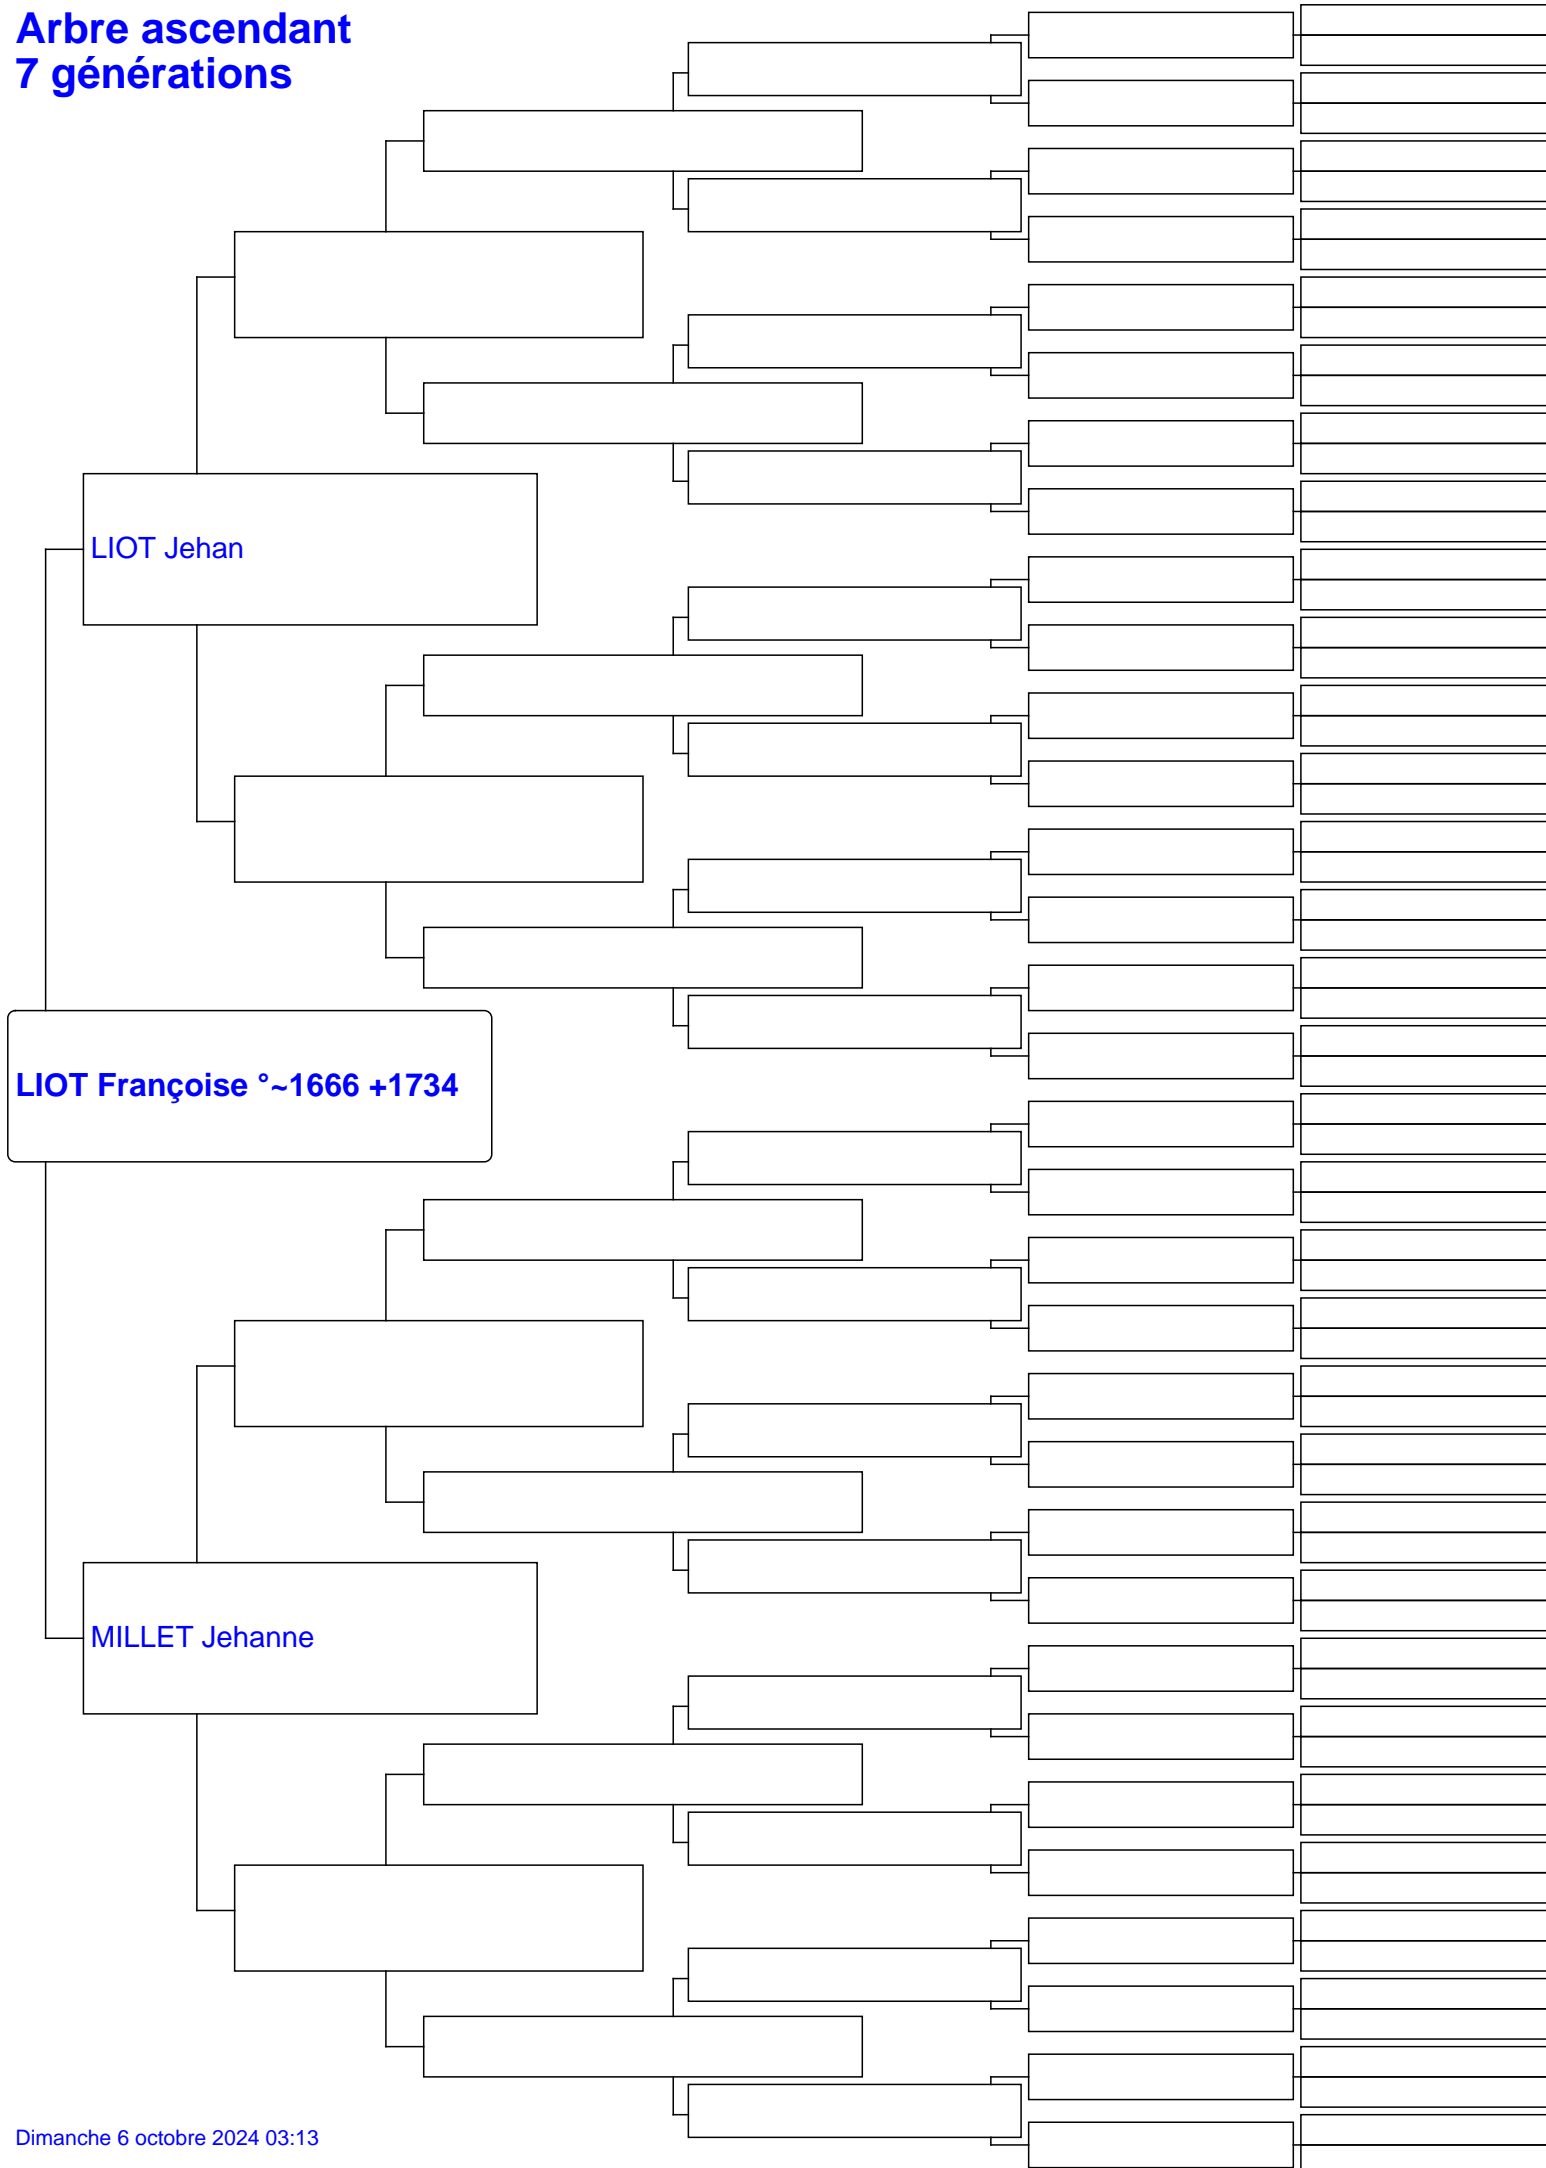 Arbre ascendant
7 générations
LIOT Jehan
LIOT Françoise °~1666 +1734
MILLET Jehanne
Dimanche 6 octobre 2024 03:13